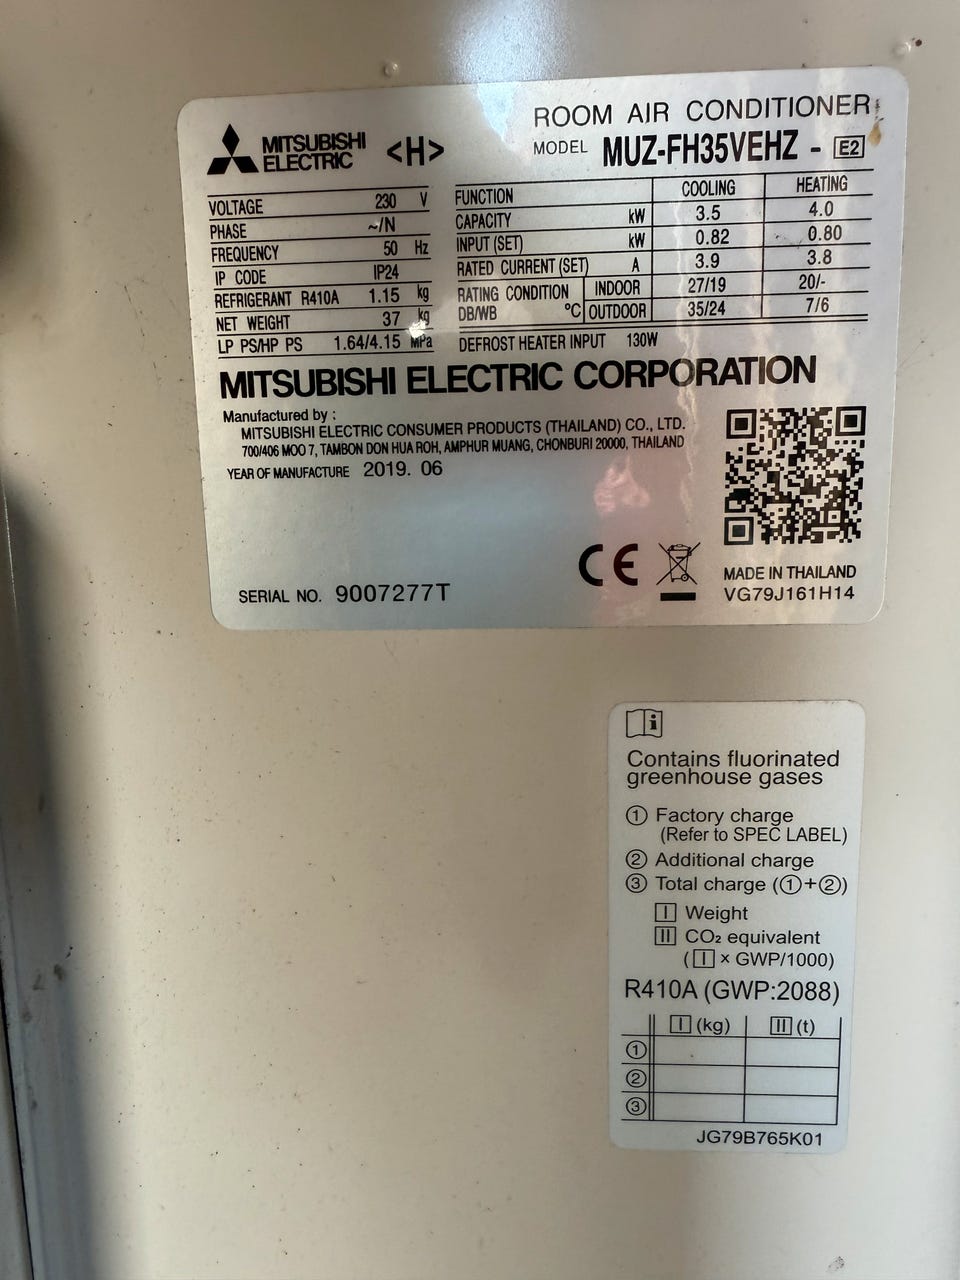 MITSUBISHI
ELECTRIC
<H>
ROOM AIR CONDITIONER
MODEL MUZ-FH35VEHZ - E2
VOLTAGE 230 V
PHASE ~/N
FREQUENCY 50 Hz
IP CODE IP24
REFRIGERANT R410A 1.15 kg
NET WEIGHT 37 kg
LP PS/HP PS 1.64/4.15 MPa
FUNCTION COOLING HEATING
CAPACITY kW 3.5 4.0
INPUT (SET) kW 0.82 0.80
RATED CURRENT (SET) A 3.9 3.8
RATING CONDITION INDOOR 27/19 20/-
DB/WB °C OUTDOOR 35/24 7/6
DEFROST HEATER INPUT 130W
MITSUBISHI ELECTRIC CORPORATION
Manufactured by :
MITSUBISHI ELECTRIC CONSUMER PRODUCTS (THAILAND) CO., LTD.
700/406 MOO 7, TAMBON DON HUA ROH, AMPHUR MUANG, CHONBURI 20000, THAILAND
YEAR OF MANUFACTURE 2019. 06
CE
SERIAL NO. 9007277T
MADE IN THAILAND
VG79J161H14
i
Contains fluorinated
greenhouse gases
① Factory charge
(Refer to SPEC LABEL)
② Additional charge
③ Total charge (①+②)
I Weight
II CO₂ equivalent
(I × GWP/1000)
R410A (GWP:2088)
I (kg) II (t)
①
②
③
JG79B765K01